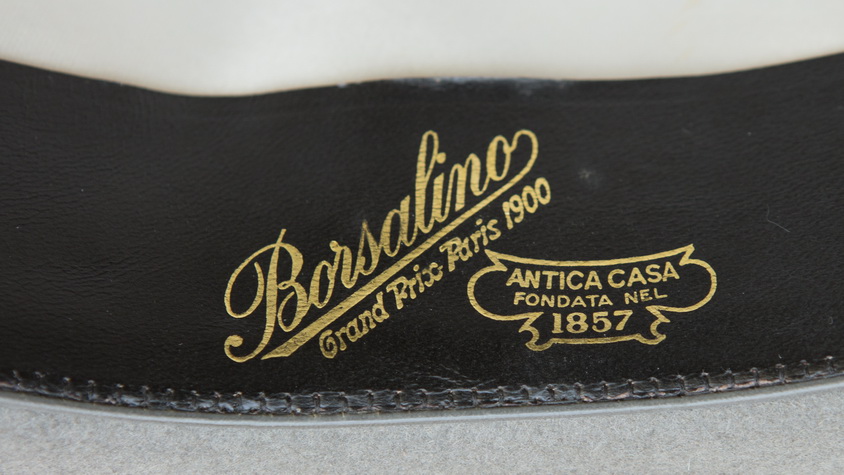 Borsalino
Grand Prix Paris 1900
ANTICA CASA
FONDATA NEL
1857